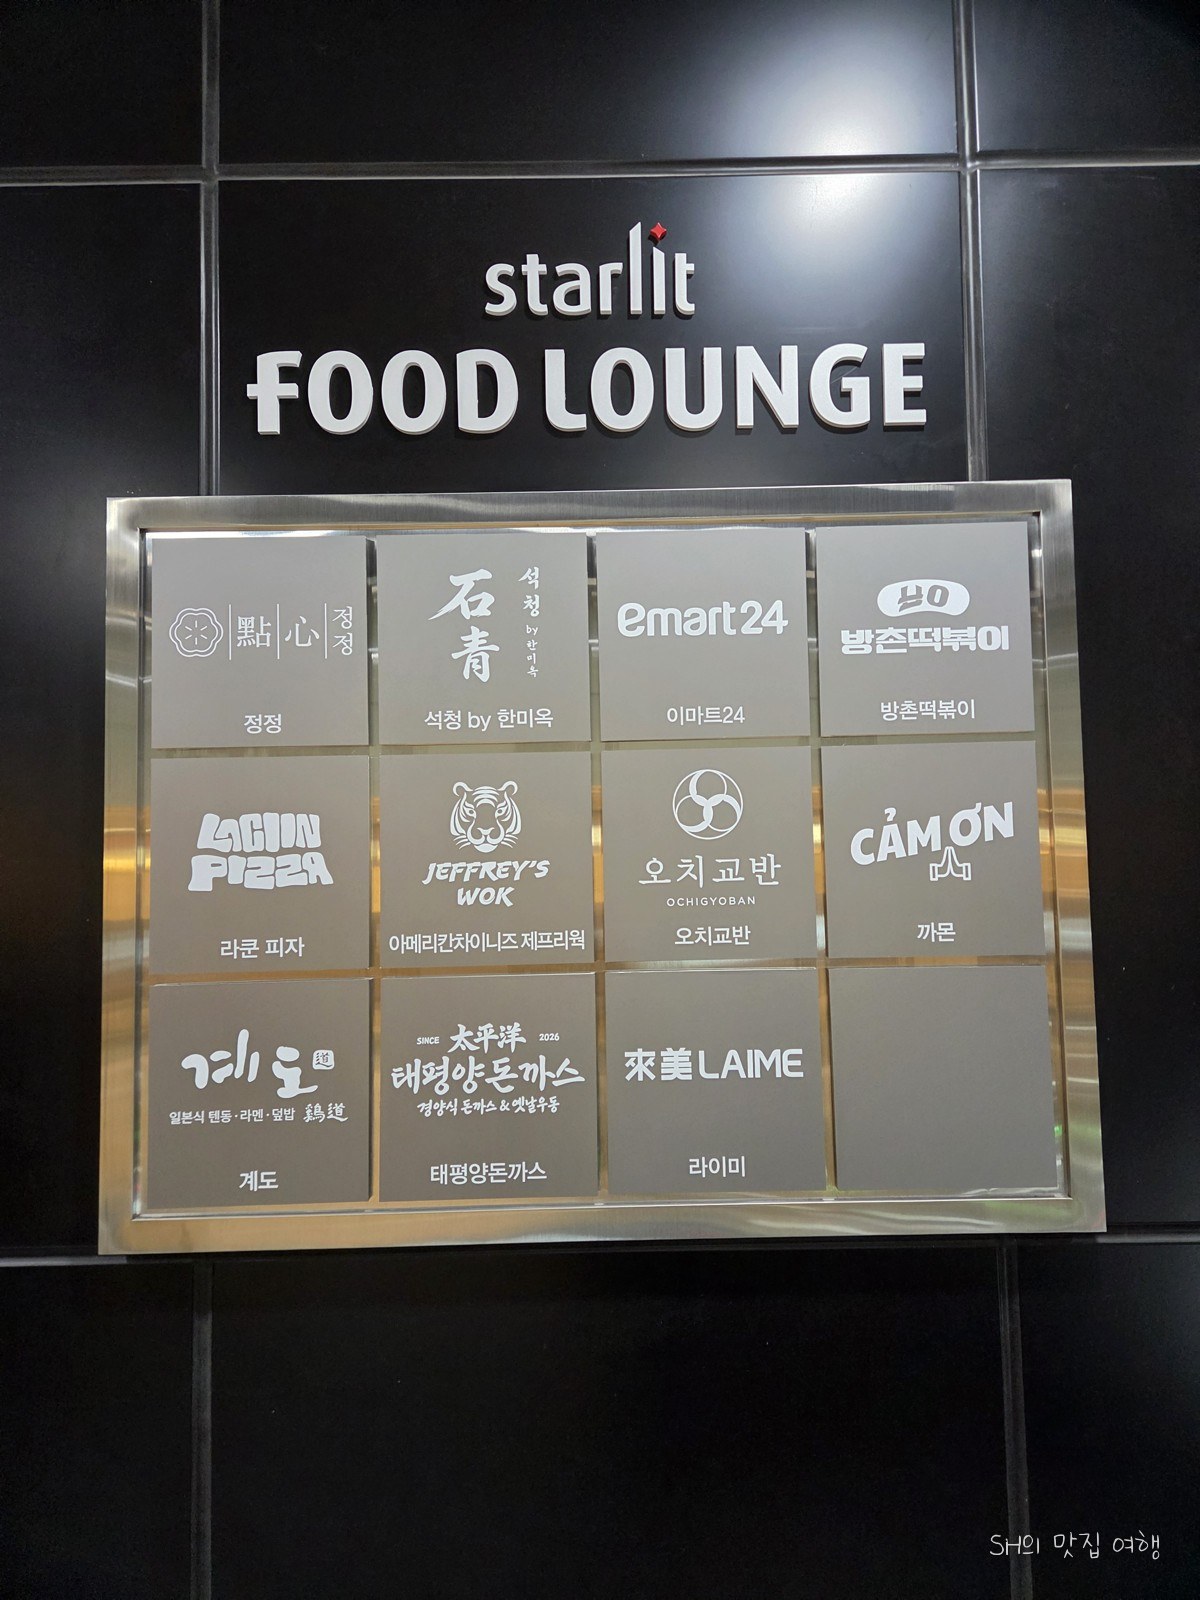 starlit
FOOD LOUNGE
點心 정정
정정
石青 석청 by 한미옥
석청 by 한미옥
emart24
이마트24
방촌떡볶이
방촌떡볶이
PIZZA
라쿤 피자
JEFFREY'S
WOK
아메리칸차이니즈 제프리웍
오치교반
OCHIGYOBAN
오치교반
CẢM ƠN
까몬
계도 道
일본식 텐동·라멘·덮밥 鷄道
계도
SINCE 太平洋 2026
태평양돈까스
경양식 돈까스 & 옛날우동
태평양돈까스
來美 LAIME
라이미
SH의 맛집 여행